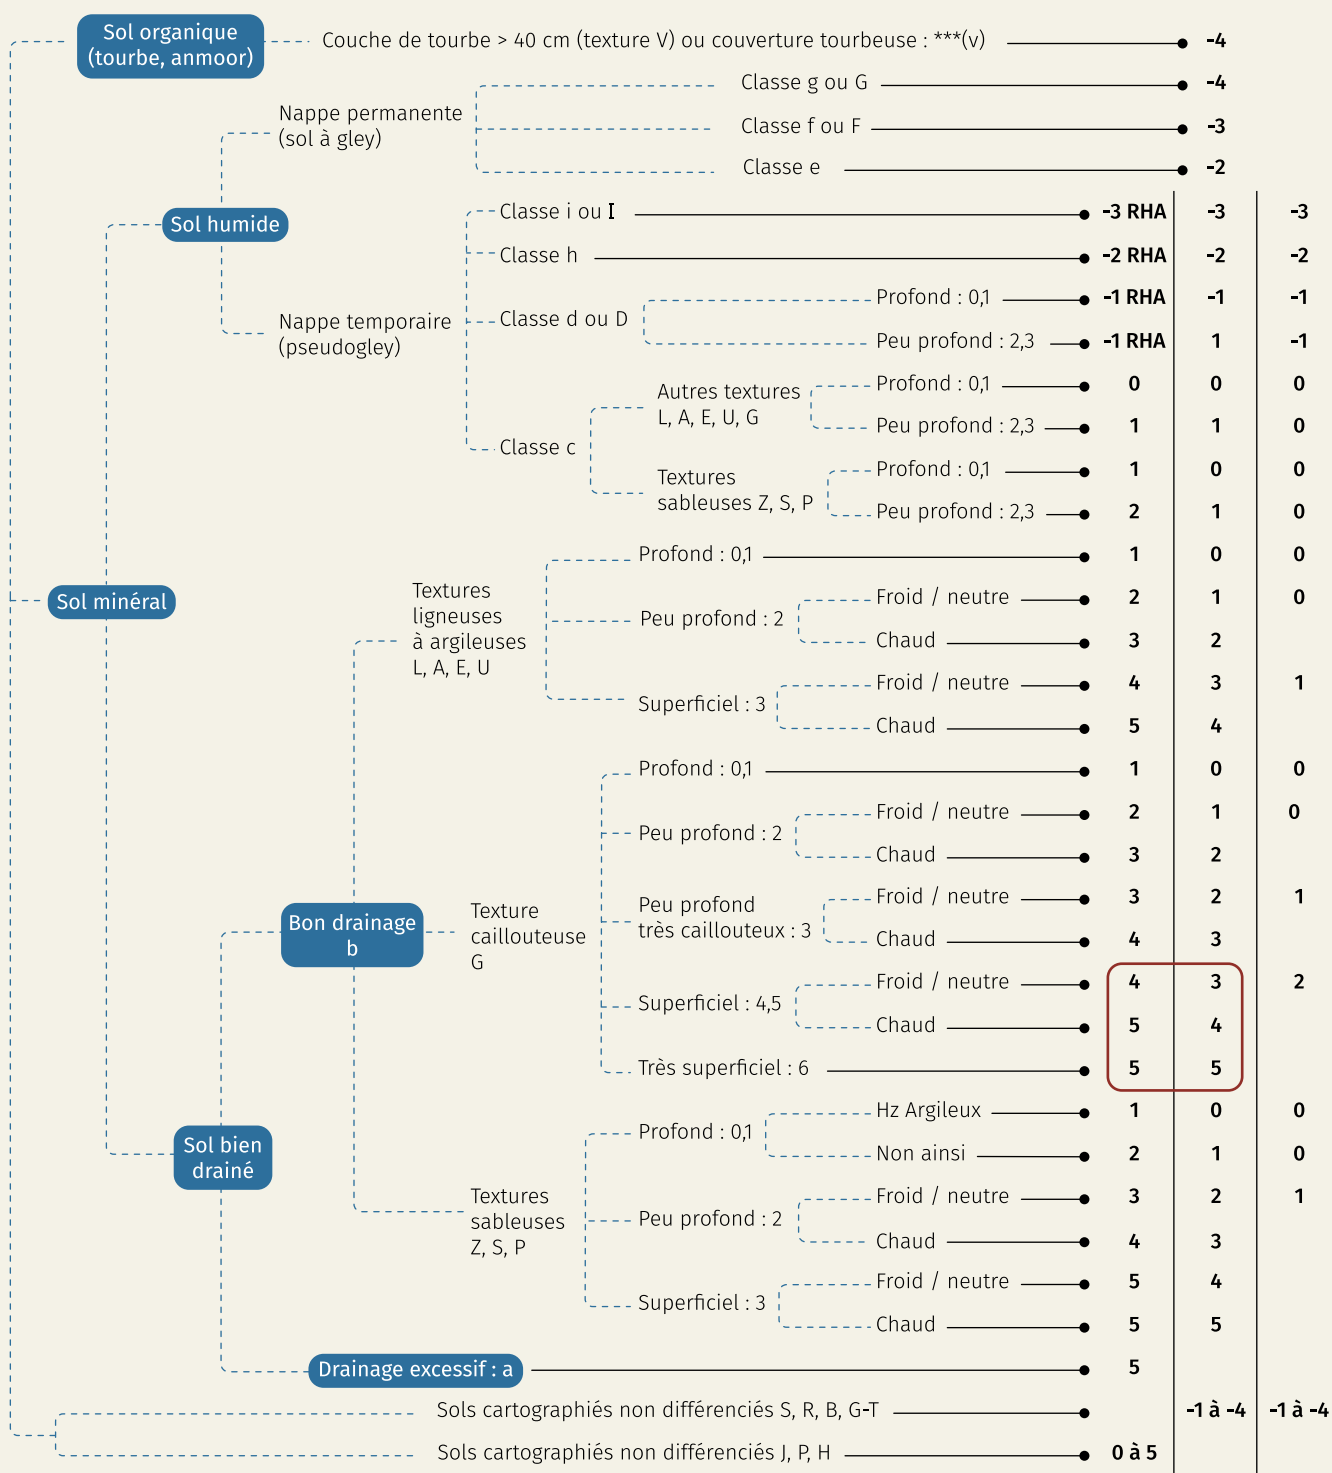 Sol organique
(tourbe, anmoor)
Couche de tourbe > 40 cm (texture V) ou couverture tourbeuse : ***(v) -4
Nappe permanente
(sol à gley)
Classe g ou G -4
Classe f ou F -3
Classe e -2
Sol humide
Nappe temporaire
(pseudogley)
Classe i ou I -3 RHA -3 -3
Classe h -2 RHA -2 -2
Classe d ou D
Profond : 0,1 -1 RHA -1 -1
Peu profond : 2,3 -1 RHA 1 -1
Classe c
Autres textures
L, A, E, U, G
Profond : 0,1 0 0 0
Peu profond : 2,3 1 1 0
Textures
sableuses Z, S, P
Profond : 0,1 1 0 0
Peu profond : 2,3 2 1 0
Sol minéral
Textures
ligneuses
à argileuses
L, A, E, U
Profond : 0,1 1 0 0
Peu profond : 2
Froid / neutre 2 1 0
Chaud 3 2
Superficiel : 3
Froid / neutre 4 3 1
Chaud 5 4
Bon drainage
b
Texture
caillouteuse
G
Profond : 0,1 1 0 0
Peu profond : 2
Froid / neutre 2 1 0
Chaud 3 2
Peu profond
très caillouteux : 3
Froid / neutre 3 2 1
Chaud 4 3
Superficiel : 4,5
Froid / neutre 4 3 2
Chaud 5 4
Très superficiel : 6 5 5
Sol bien
drainé
Textures
sableuses
Z, S, P
Profond : 0,1
Hz Argileux 1 0 0
Non ainsi 2 1 0
Peu profond : 2
Froid / neutre 3 2 1
Chaud 4 3
Superficiel : 3
Froid / neutre 5 4
Chaud 5 5
Drainage excessif : a 5
Sols cartographiés non différenciés S, R, B, G-T -1 à -4 -1 à -4
Sols cartographiés non différenciés J, P, H 0 à 5